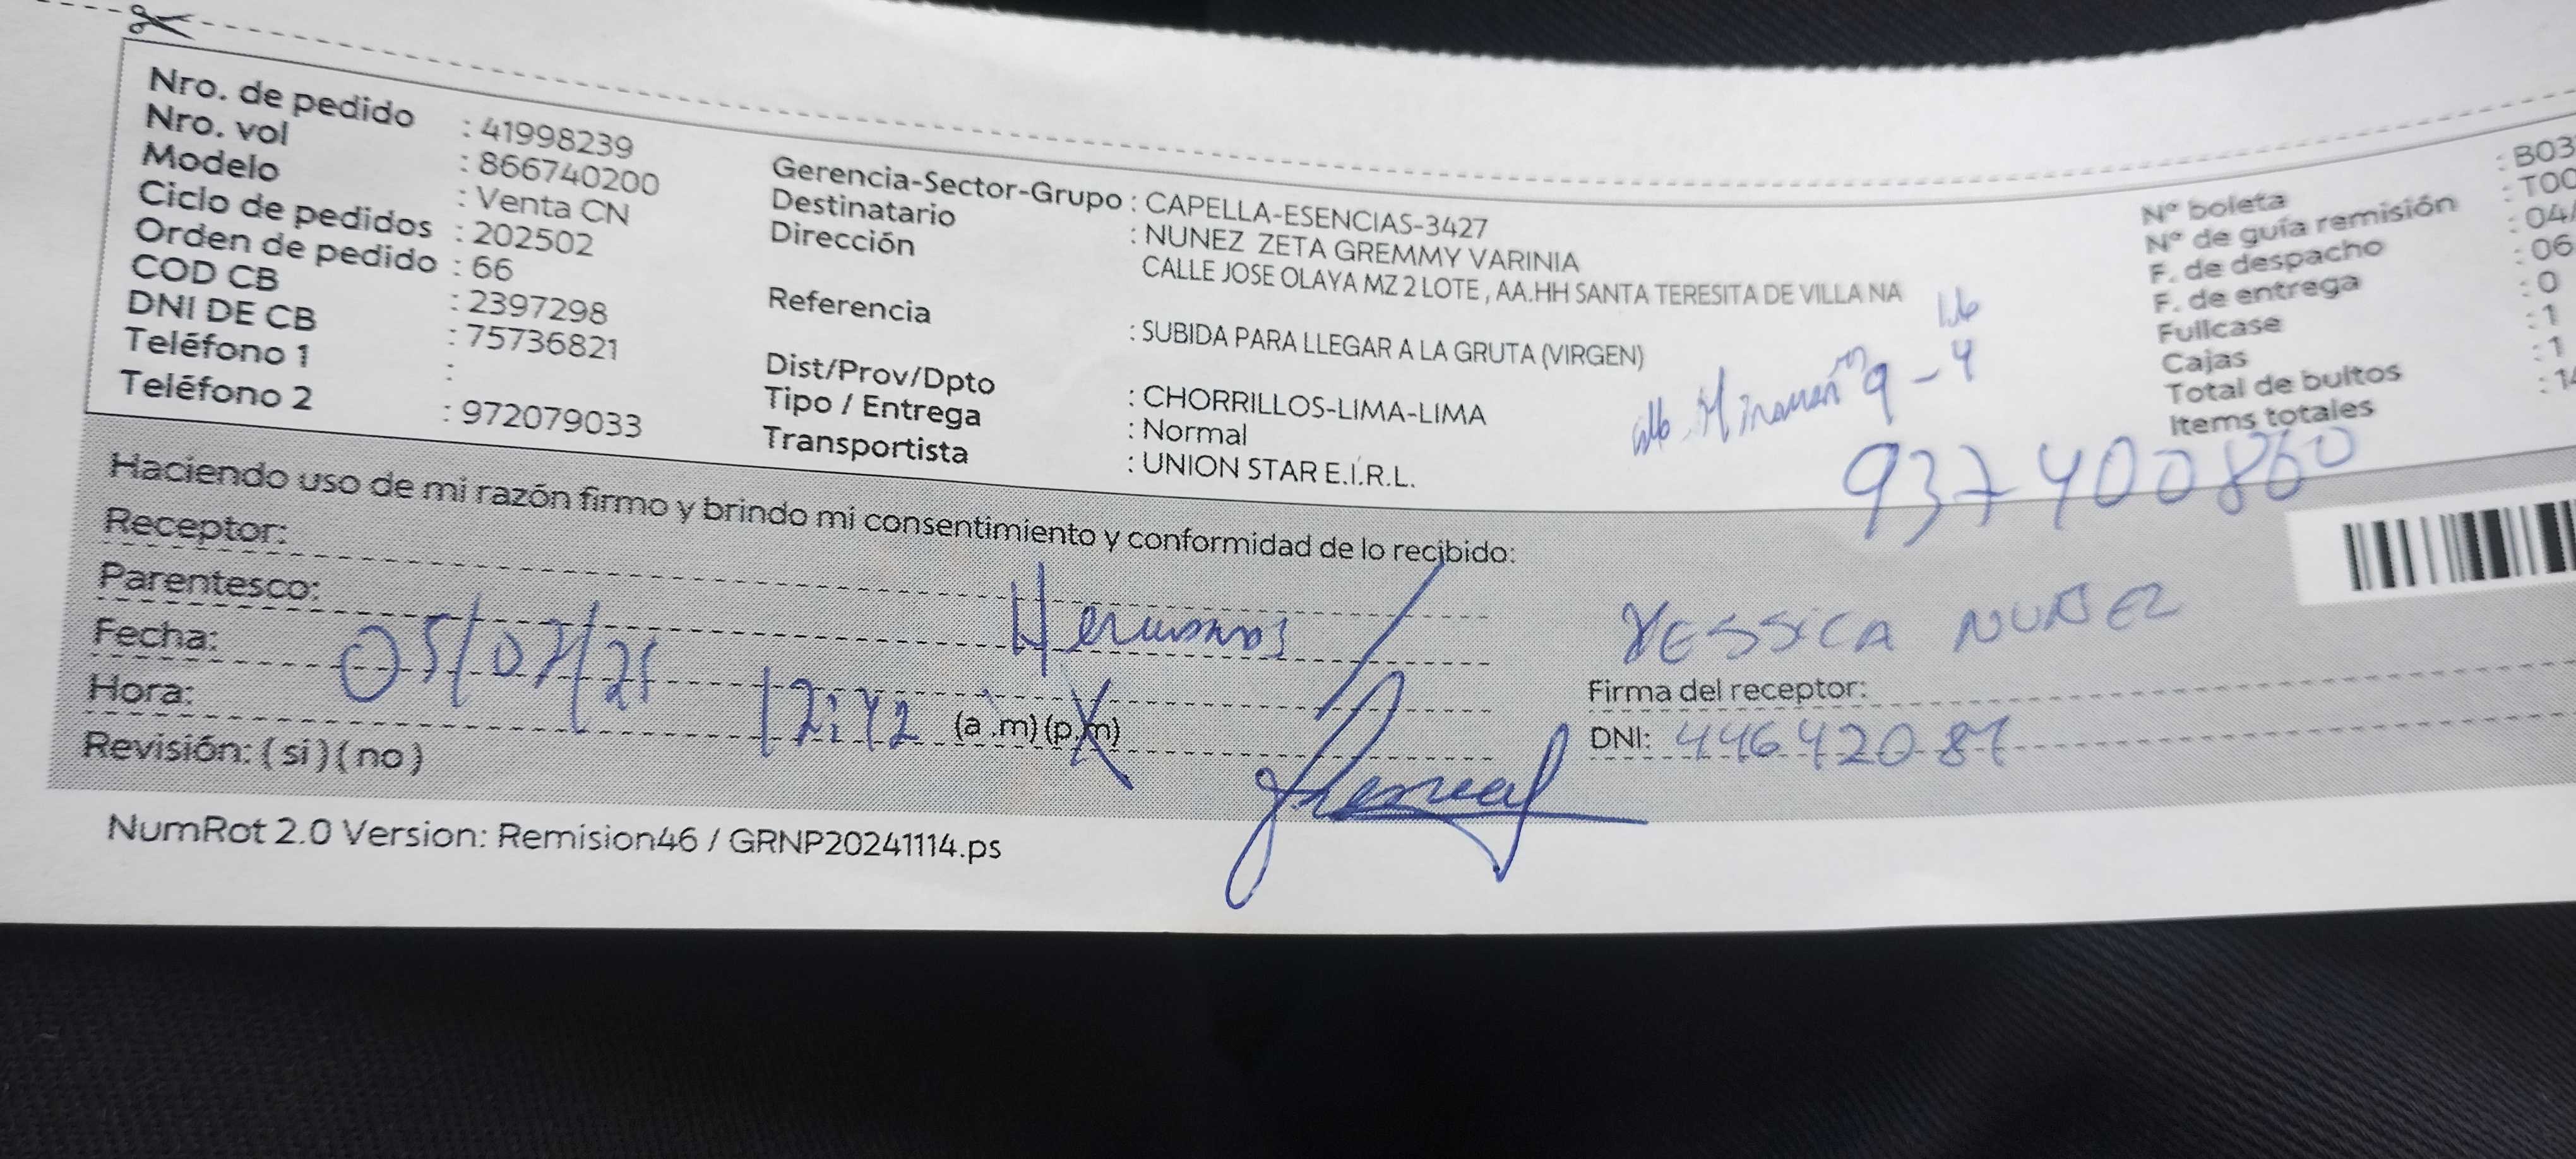 Nro. de pedido : 41998239
Nro. vol : 866740200
Modelo : Venta CN
Ciclo de pedidos : 202502
Orden de pedido : 66
COD CB : 2397298
DNI DE CB : 75736821
Teléfono 1 :
Teléfono 2 : 972079033
Gerencia-Sector-Grupo : CAPELLA-ESENCIAS-3427
Destinatario : NUNEZ ZETA GREMMY VARINIA
Dirección CALLE JOSE OLAYA MZ 2 LOTE , AA.HH SANTA TERESITA DE VILLA NA
Referencia : SUBIDA PARA LLEGAR A LA GRUTA (VIRGEN)
Dist/Prov/Dpto : CHORRILLOS-LIMA-LIMA
Tipo / Entrega : Normal
Transportista : UNION STAR E.I.R.L.
9 - 4
937400860
Nº boleta : B03
Nº de guía remisión : T00
F. de despacho : 04/
F. de entrega : 06
Fullcase : 0
Cajas : 1
Total de bultos : 1
Items totales : 14
Haciendo uso de mi razón firmo y brindo mi consentimiento y conformidad de lo recibido:
Receptor:
Parentesco: Hermanos
Fecha: 05/02/25
Hora: 12:42 (a .m) (p.m)
Revisión: ( si ) ( no )
YESSICA NUÑEZ
Firma del receptor:
DNI: 44642087
NumRot 2.0 Version: Remision46 / GRNP20241114.ps